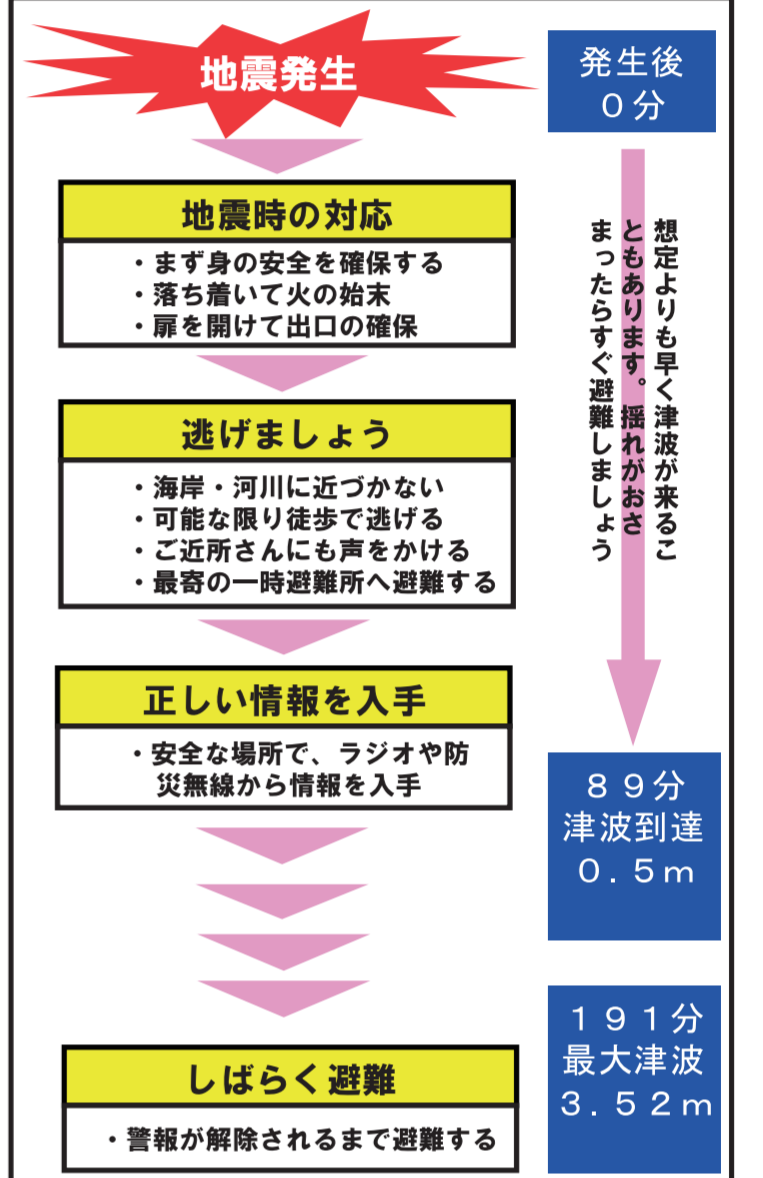 地震発生
発生後
０分
地震時の対応
・まず身の安全を確保する
・落ち着いて火の始末
・扉を開けて出口の確保
想定よりも早く津波が来るこ
ともあります。揺れがおさ
まったらすぐ避難しましょう
逃げましょう
・海岸・河川に近づかない
・可能な限り徒歩で逃げる
・ご近所さんにも声をかける
・最寄の一時避難所へ避難する
正しい情報を入手
・安全な場所で、ラジオや防
災無線から情報を入手
８９分
津波到達
０.５ｍ
１９１分
最大津波
３.５２ｍ
しばらく避難
・警報が解除されるまで避難する